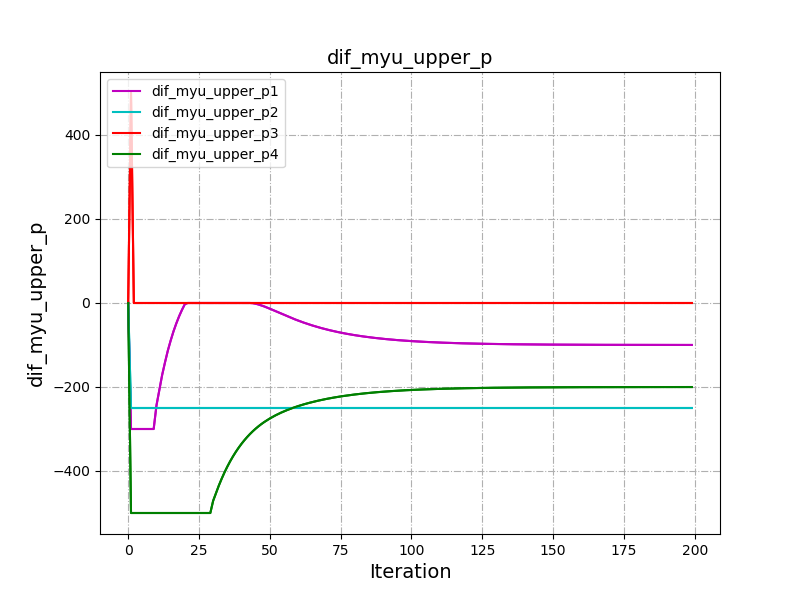 dif_myu_upper_p
dif_myu_upper_p1
dif_myu_upper_p2
dif_myu_upper_p3
dif_myu_upper_p4
dif_myu_upper_p
400
200
0
−200
−400
0 25 50 75 100 125 150 175 200
Iteration